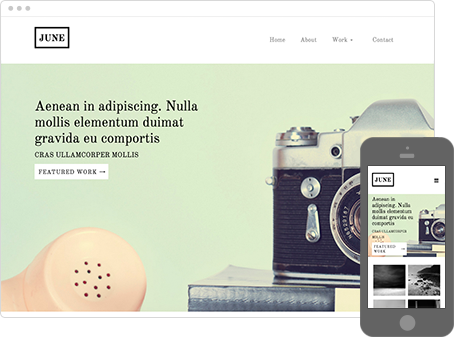 JUNE
Home About Work Contact
Aenean in adipiscing. Nulla
mollis elementum duimat
gravida eu comportis
CRAS ULLAMCORPER MOLLIS
FEATURED WORK →
JUNE
Aenean in
adipiscing. Nulla
mollis elementum
duimat gravida eu
comportis
CRAS ULLAMCORPER
MOLLIS
FEATURED →
WORK